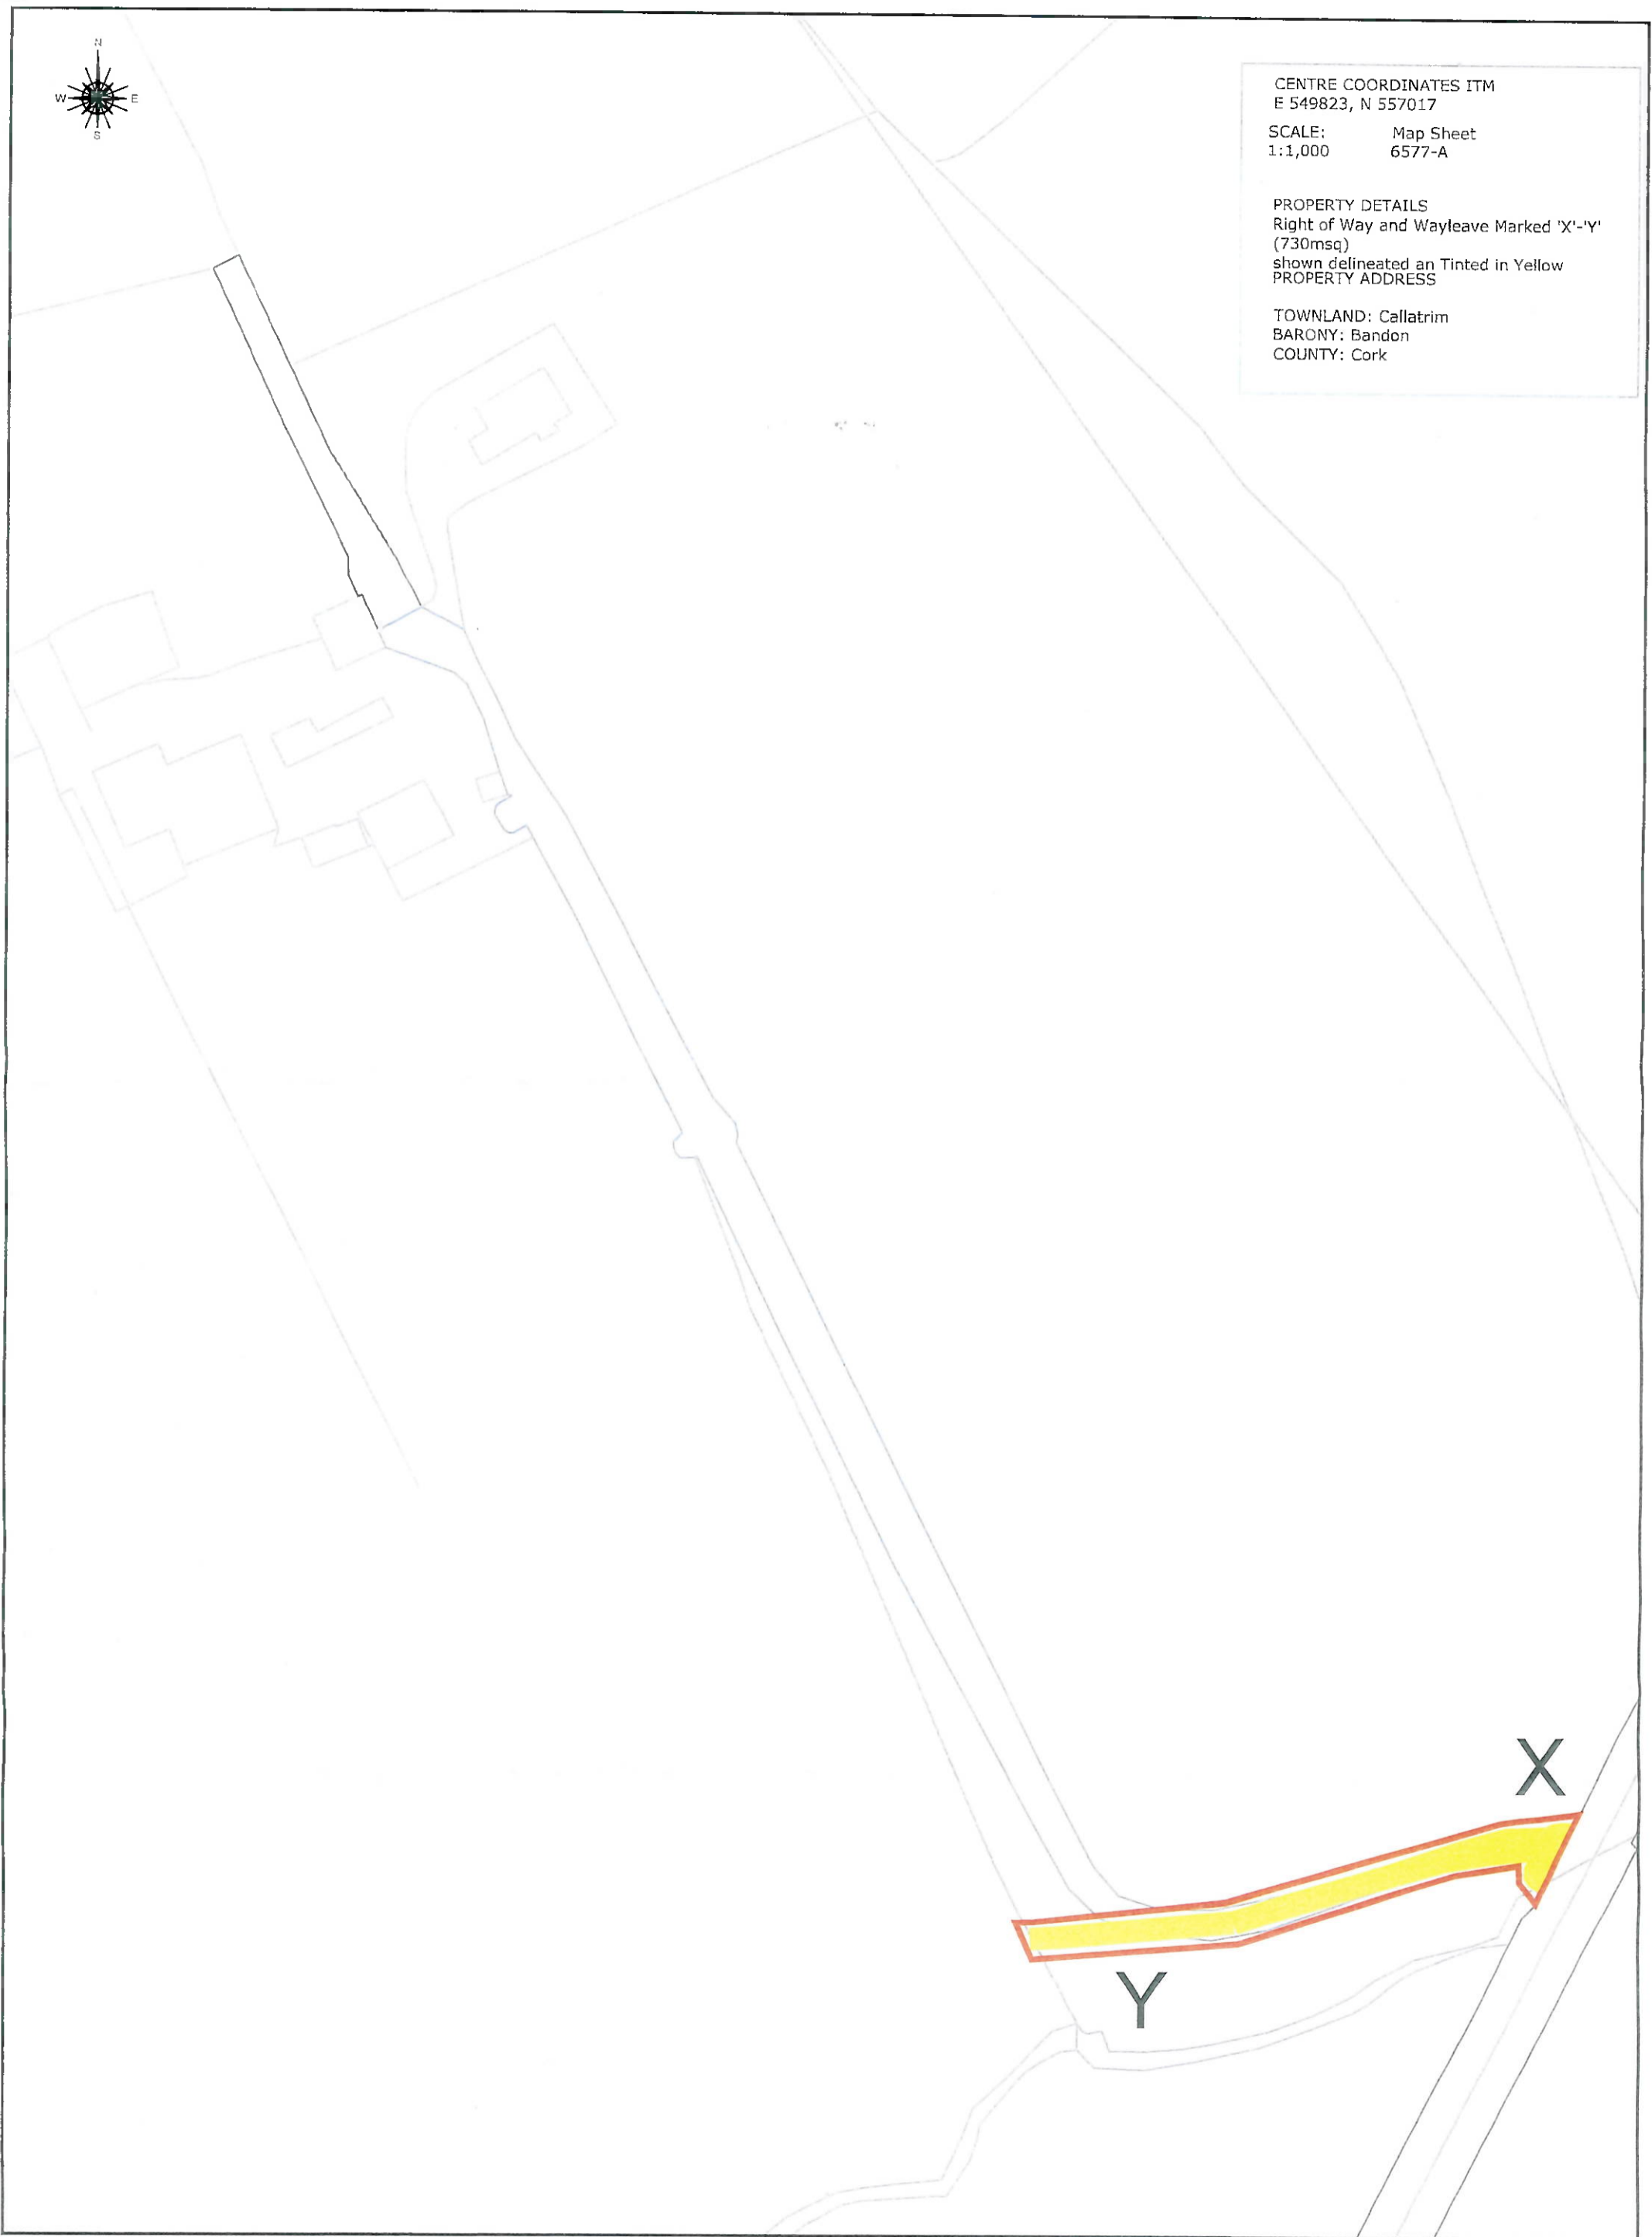 N
W E
S
CENTRE COORDINATES ITM
E 549823, N 557017
SCALE: Map Sheet
1:1,000 6577-A
PROPERTY DETAILS
Right of Way and Wayleave Marked 'X'-'Y'
(730msq)
shown delineated an Tinted in Yellow
PROPERTY ADDRESS
TOWNLAND: Callatrim
BARONY: Bandon
COUNTY: Cork
X
Y